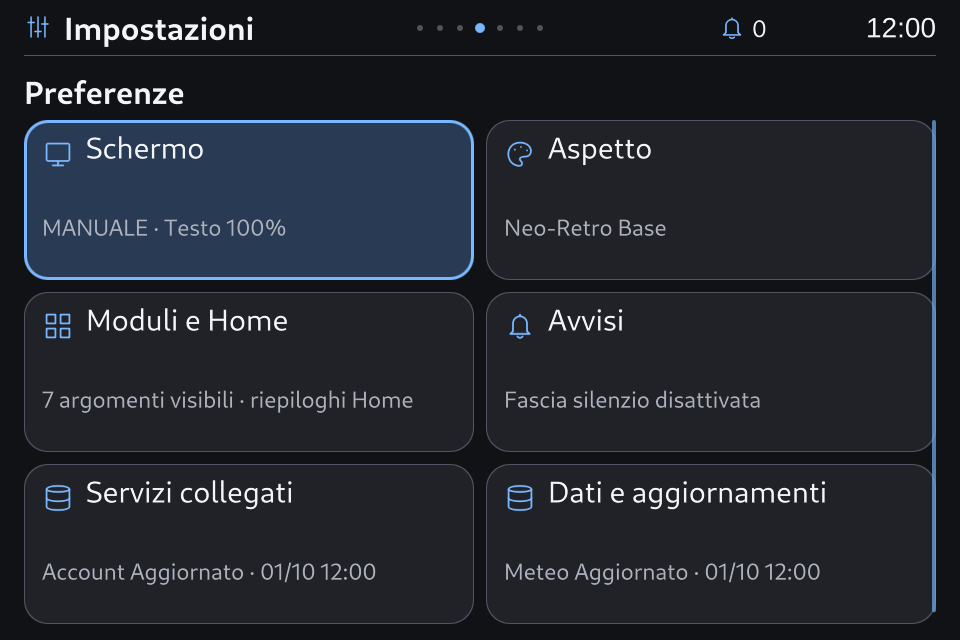 Impostazioni
0
12:00
Preferenze
Schermo
MANUALE · Testo 100%
Aspetto
Neo-Retro Base
Moduli e Home
7 argomenti visibili · riepiloghi Home
Avvisi
Fascia silenzio disattivata
Servizi collegati
Account Aggiornato · 01/10 12:00
Dati e aggiornamenti
Meteo Aggiornato · 01/10 12:00